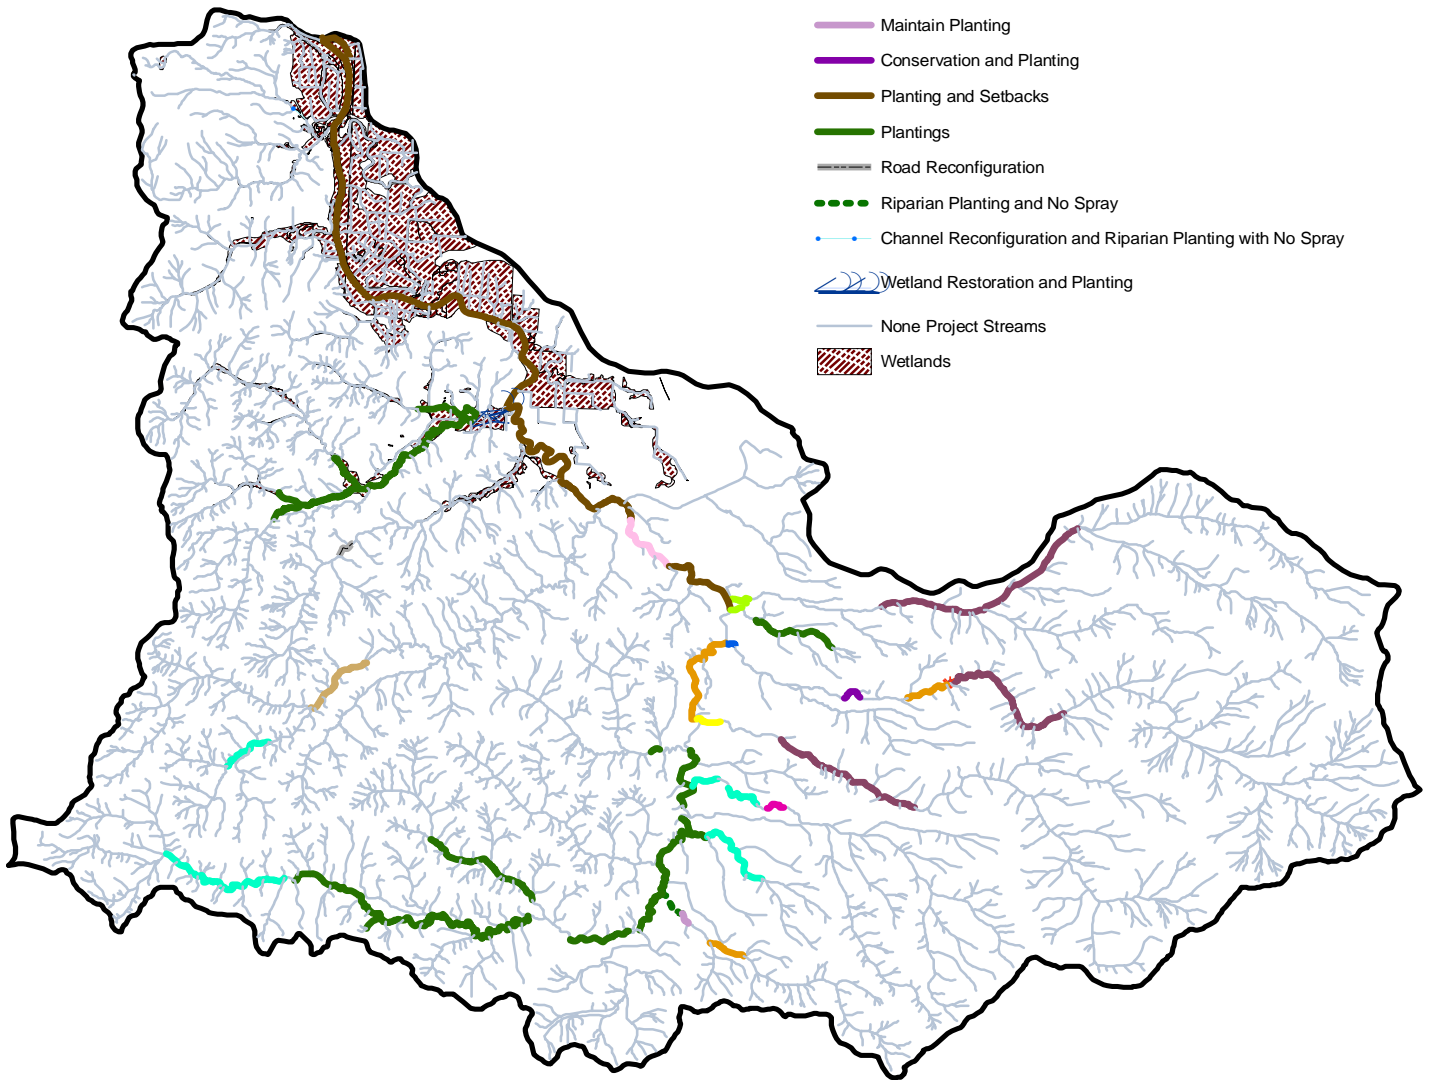 Maintain Planting
Conservation and Planting
Planting and Setbacks
Plantings
Road Reconfiguration
Riparian Planting and No Spray
Channel Reconfiguration and Riparian Planting with No Spray
Wetland Restoration and Planting
None Project Streams
Wetlands